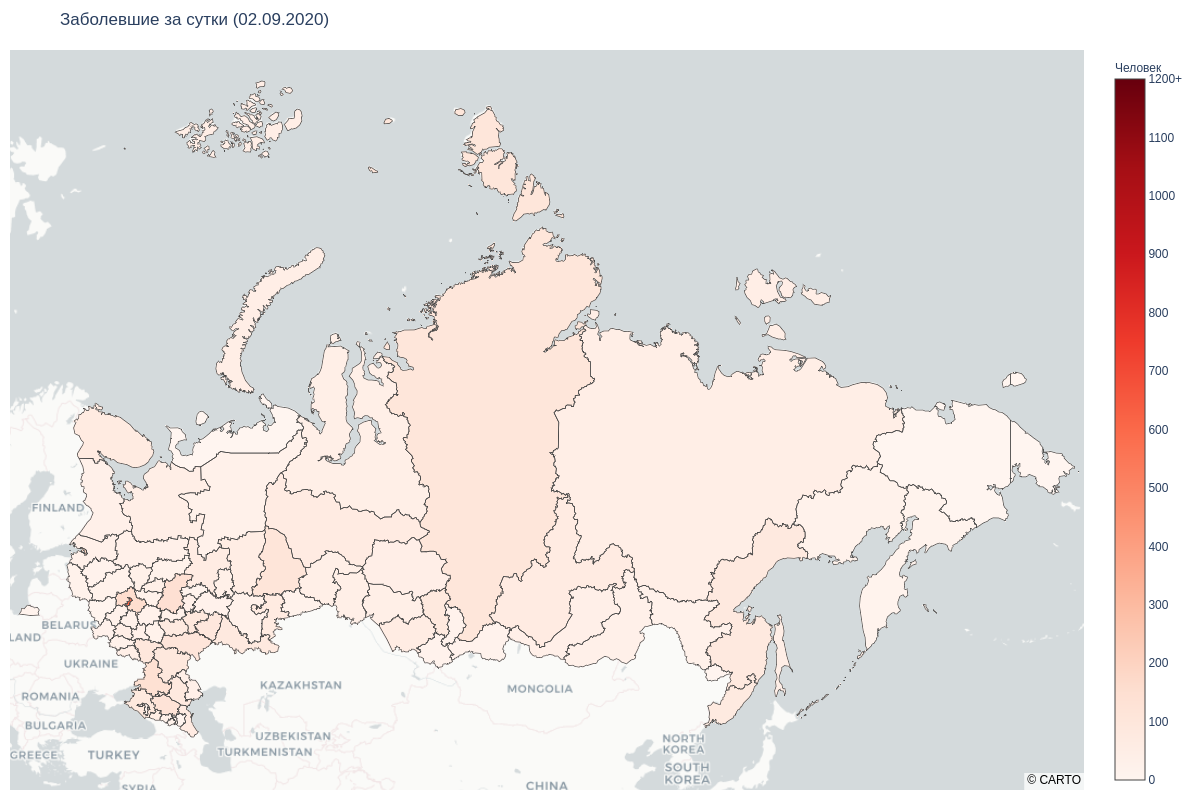 Заболевшие за сутки (02.09.2020)
Человек
1200+
1100
1000
900
800
700
600
500
400
300
200
100
0
FINLAND
BELARUS
LAND
UKRAINE
ROMANIA
BULGARIA
GREECE
TURKEY
SYRIA
KAZAKHSTAN
UZBEKISTAN
TURKMENISTAN
MONGOLIA
CHINA
NORTH
KOREA
SOUTH
KOREA
© CARTO